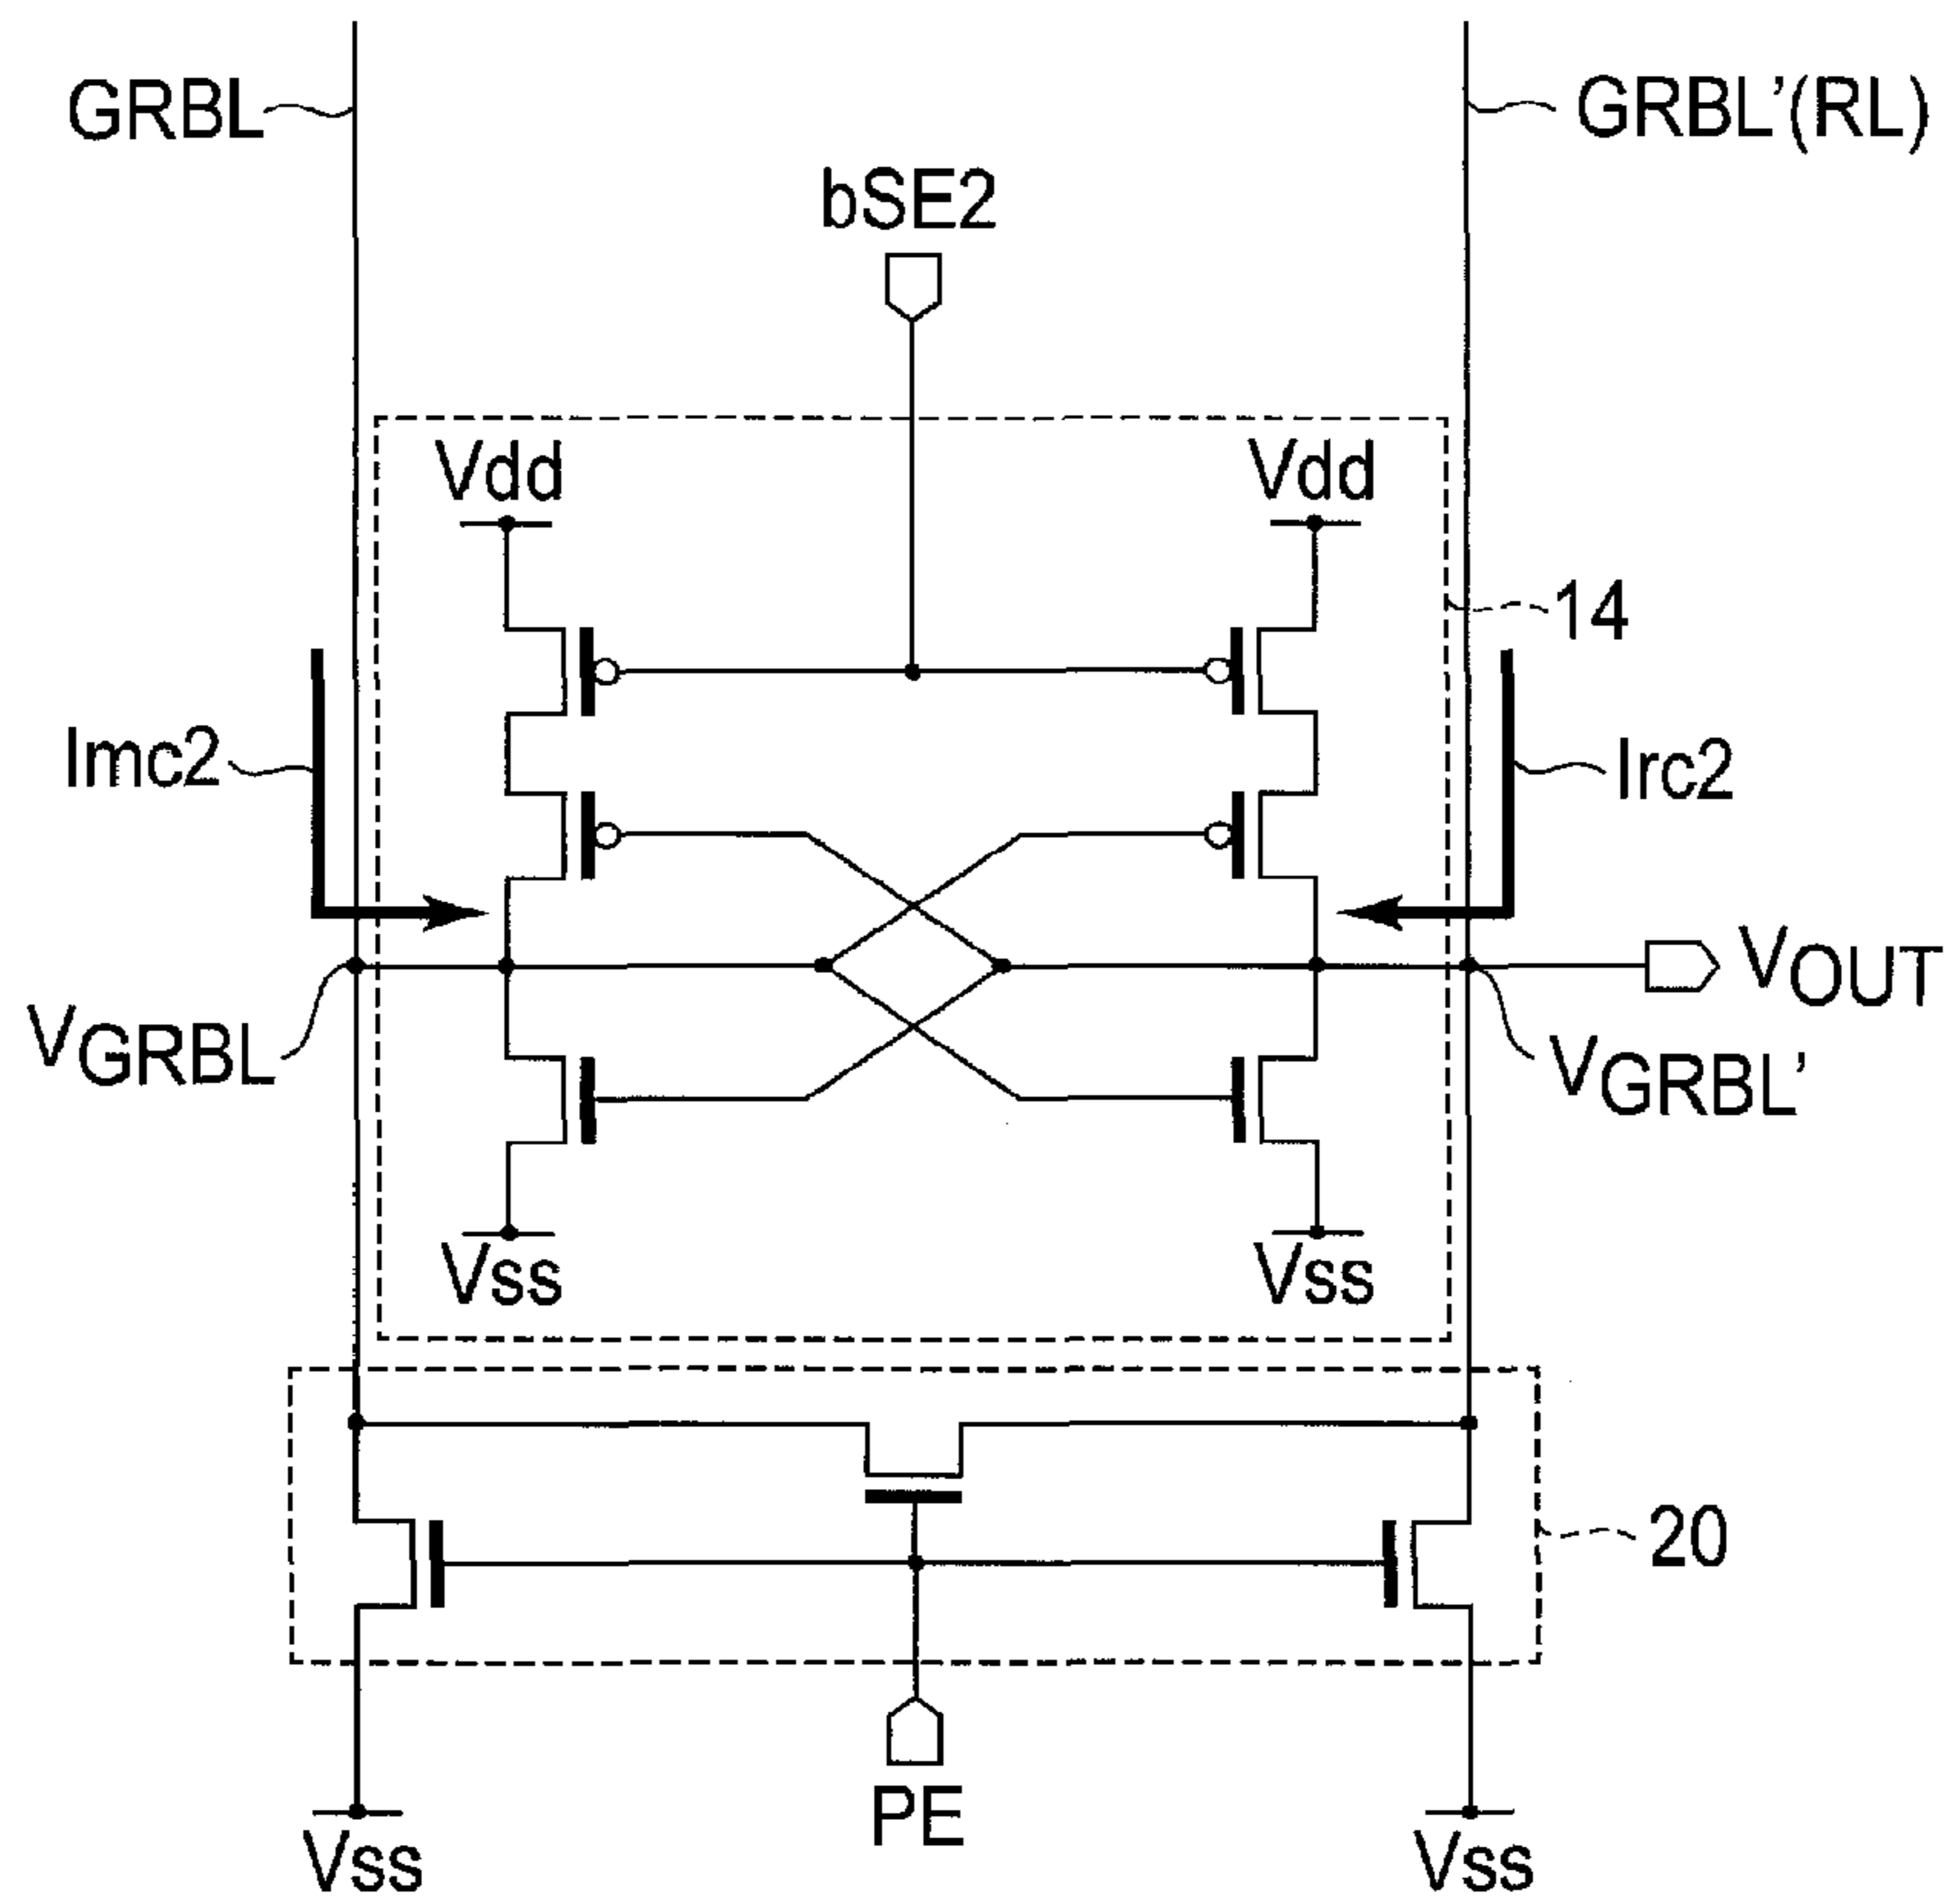 GRBL
GRBL'(RL)
bSE2
Vdd
Vdd
14
Imc2
Irc2
VOUT
VGRBL
VGRBL'
Vss
Vss
20
PE
Vss
Vss